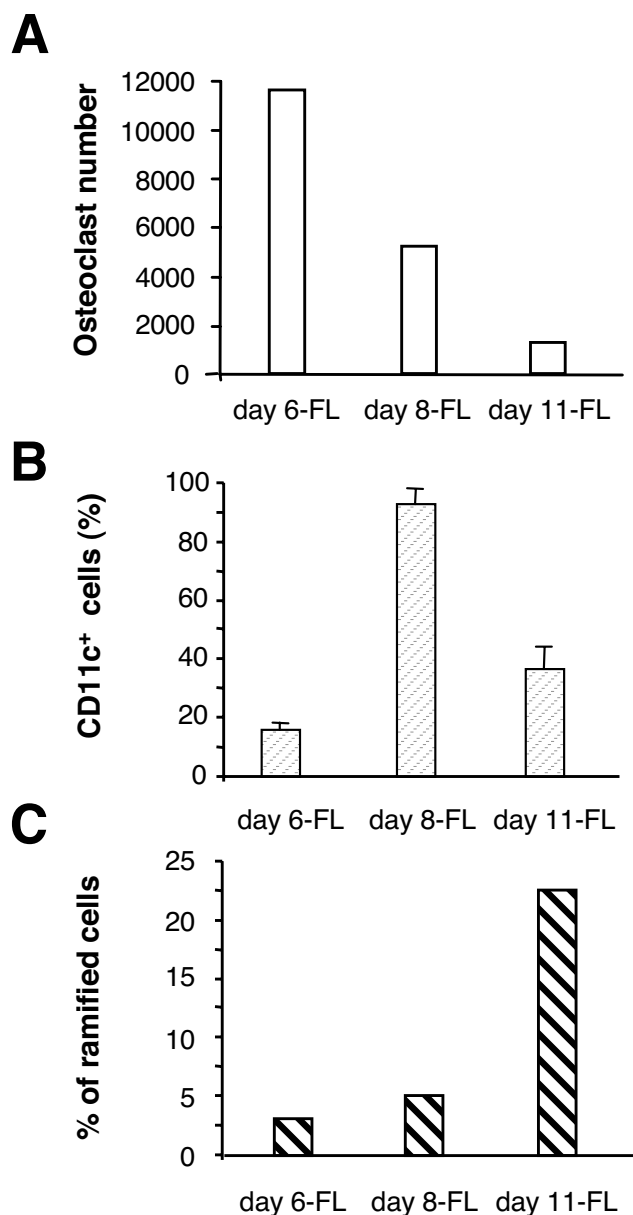 A
Osteoclast number
12000
10000
8000
6000
4000
2000
0
day 6-FL day 8-FL day 11-FL
B
CD11c⁺ cells (%)
100
80
60
40
20
0
day 6-FL day 8-FL day 11-FL
C
% of ramified cells
25
20
15
10
5
0
day 6-FL day 8-FL day 11-FL